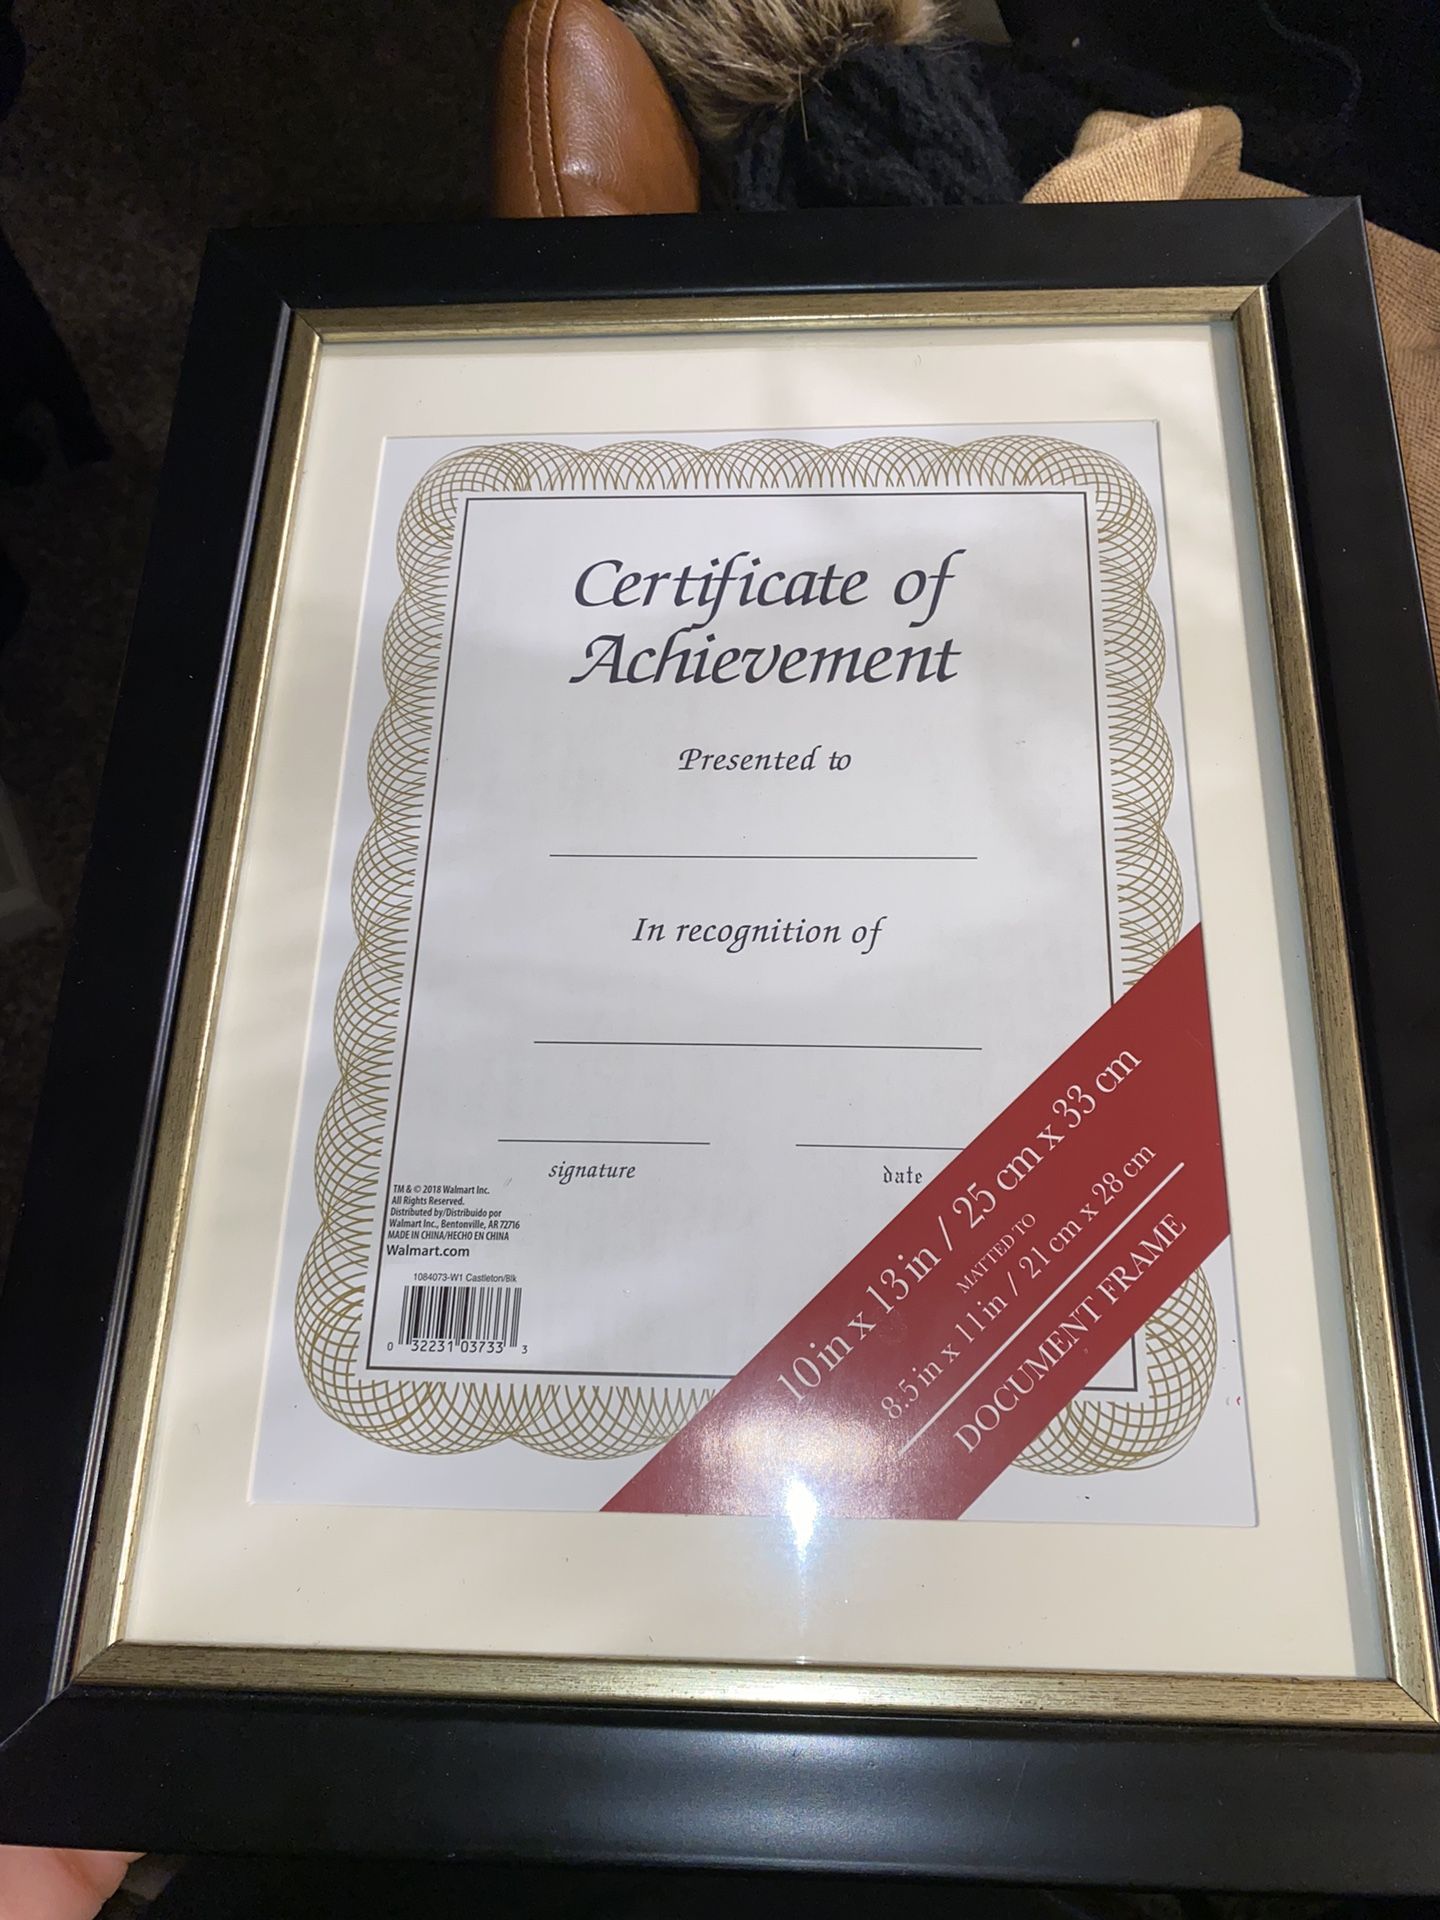 Certificate of
Achievement
Presented to
In recognition of
signature
date
TM & © 2018 Walmart Inc.
All Rights Reserved.
Distributed by/Distribuido por
Walmart Inc., Bentonville, AR 72716
MADE IN CHINA/HECHO EN CHINA
Walmart.com
1084073-W1 Castleton/Blk
0 32231 03733 3
10 in x 13 in / 25 cm x 33 cm
MATTED TO
8.5 in x 11 in / 21 cm x 28 cm
DOCUMENT FRAME